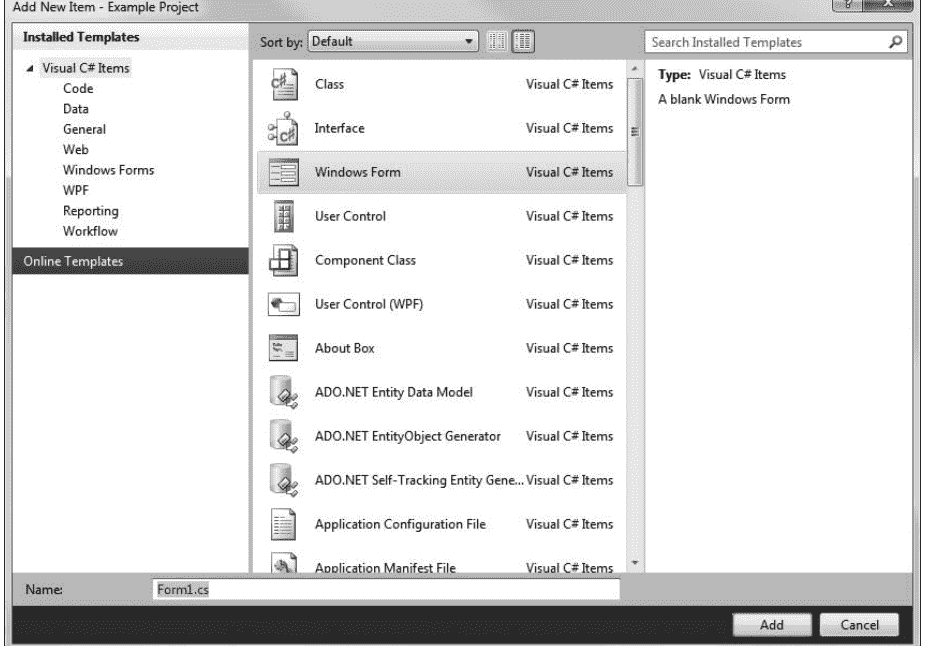 Add New Item - Example Project
Installed Templates
Visual C# Items
Code
Data
General
Web
Windows Forms
WPF
Reporting
Workflow
Online Templates
Sort by: Default
Class Visual C# Items
Interface Visual C# Items
Windows Form Visual C# Items
User Control Visual C# Items
Component Class Visual C# Items
User Control (WPF) Visual C# Items
About Box Visual C# Items
ADO.NET Entity Data Model Visual C# Items
ADO.NET EntityObject Generator Visual C# Items
ADO.NET Self-Tracking Entity Gene... Visual C# Items
Application Configuration File Visual C# Items
Application Manifest File Visual C# Items
Search Installed Templates
Type: Visual C# Items
A blank Windows Form
Name: Form1.cs
Add Cancel